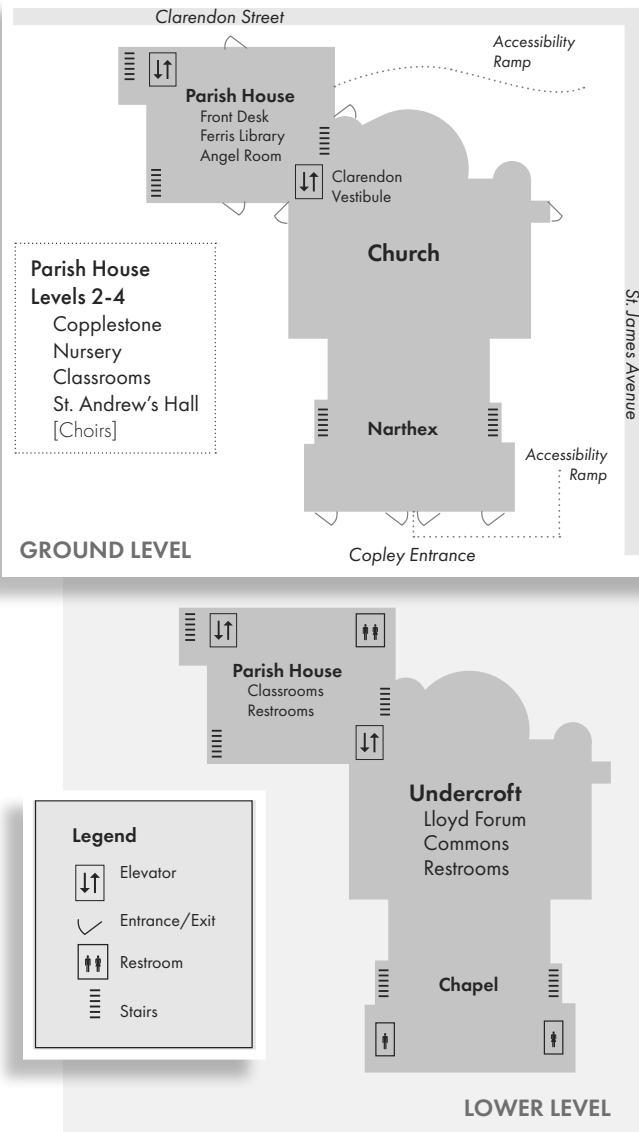 Clarendon Street
Accessibility
Ramp
Parish House
Front Desk
Ferris Library
Angel Room
Clarendon
Vestibule
Church
Parish House
Levels 2-4
Copplestone
Nursery
Classrooms
St. Andrew's Hall
[Choirs]
St. James Avenue
Narthex
Accessibility
Ramp
GROUND LEVEL
Copley Entrance
Parish House
Classrooms
Restrooms
Undercroft
Lloyd Forum
Commons
Restrooms
Legend
Elevator
Entrance/Exit
Restroom
Stairs
Chapel
LOWER LEVEL